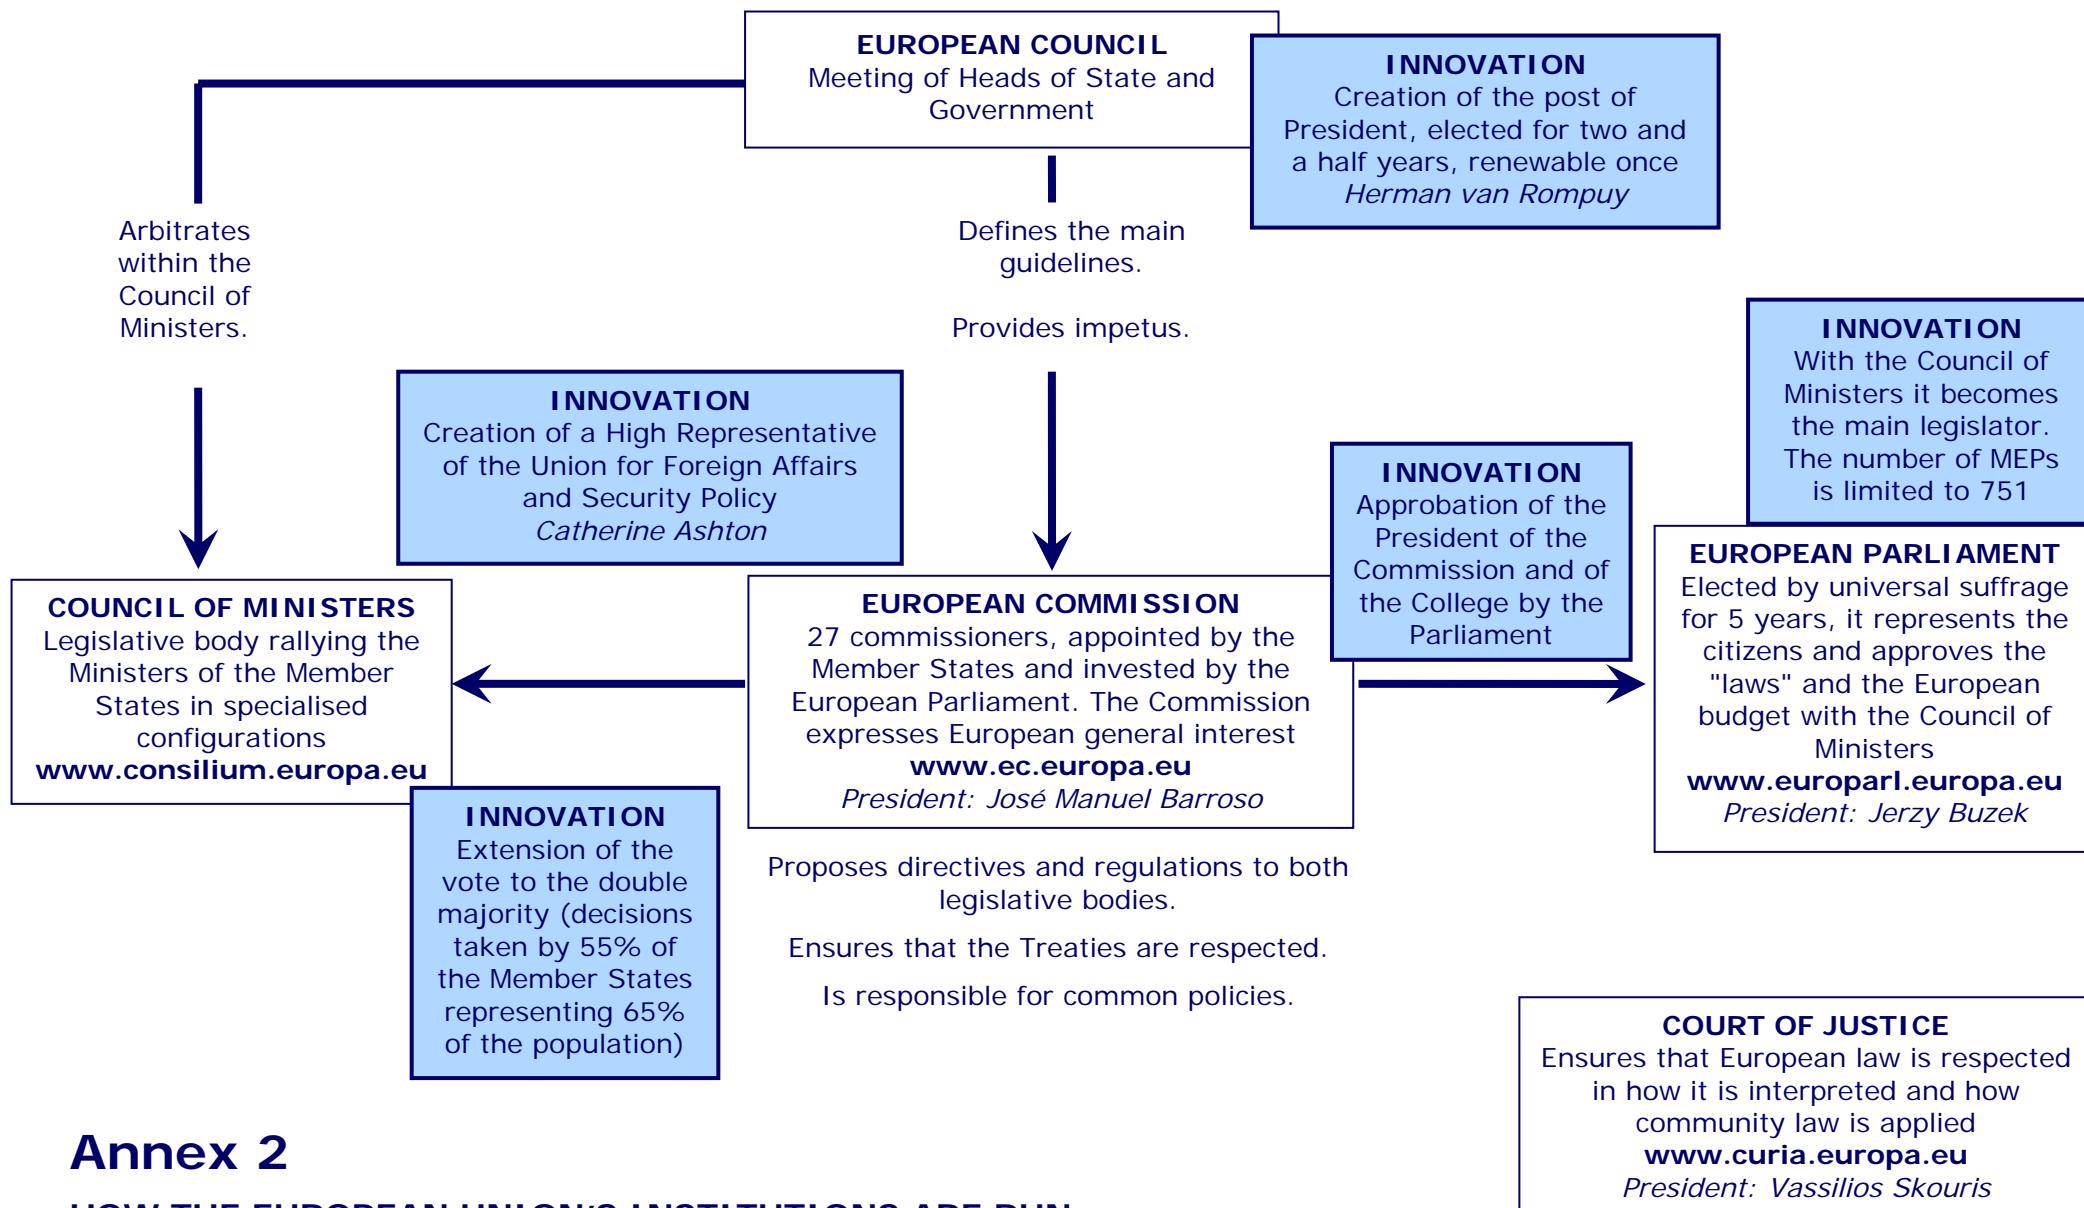 EUROPEAN COUNCIL
Meeting of Heads of State and
Government
INNOVATION
Creation of the post of
President, elected for two and
a half years, renewable once
Herman van Rompuy
Arbitrates
within the
Council of
Ministers.
Defines the main
guidelines.
Provides impetus.
INNOVATION
Creation of a High Representative
of the Union for Foreign Affairs
and Security Policy
Catherine Ashton
INNOVATION
Approbation of the
President of the
Commission and of
the College by the
Parliament
INNOVATION
With the Council of
Ministers it becomes
the main legislator.
The number of MEPs
is limited to 751
COUNCIL OF MINISTERS
Legislative body rallying the
Ministers of the Member
States in specialised
configurations
www.consilium.europa.eu
INNOVATION
Extension of the
vote to the double
majority (decisions
taken by 55% of
the Member States
representing 65%
of the population)
EUROPEAN COMMISSION
27 commissioners, appointed by the
Member States and invested by the
European Parliament. The Commission
expresses European general interest
www.ec.europa.eu
President: José Manuel Barroso
Proposes directives and regulations to both
legislative bodies.
Ensures that the Treaties are respected.
Is responsible for common policies.
EUROPEAN PARLIAMENT
Elected by universal suffrage
for 5 years, it represents the
citizens and approves the
"laws" and the European
budget with the Council of
Ministers
www.europarl.europa.eu
President: Jerzy Buzek
COURT OF JUSTICE
Ensures that European law is respected
in how it is interpreted and how
community law is applied
www.curia.europa.eu
President: Vassilios Skouris
Annex 2
HOW THE EUROPEAN UNION'S INSTITUTIONS ARE RUN